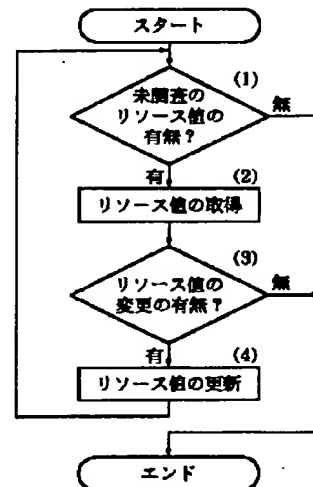 スタート
(1)
未調査の
リソース値の
有無?
無
有
(2)
リソース値の取得
(3)
リソース値の
変更の有無?
無
有
(4)
リソース値の更新
エンド